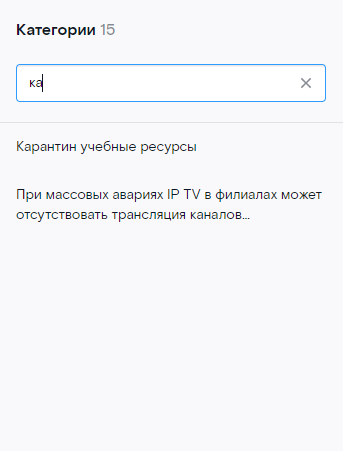 Категории 15
ка
Карантин учебные ресурсы
При массовых авариях IP TV в филиалах может
отсутствовать трансляция каналов...